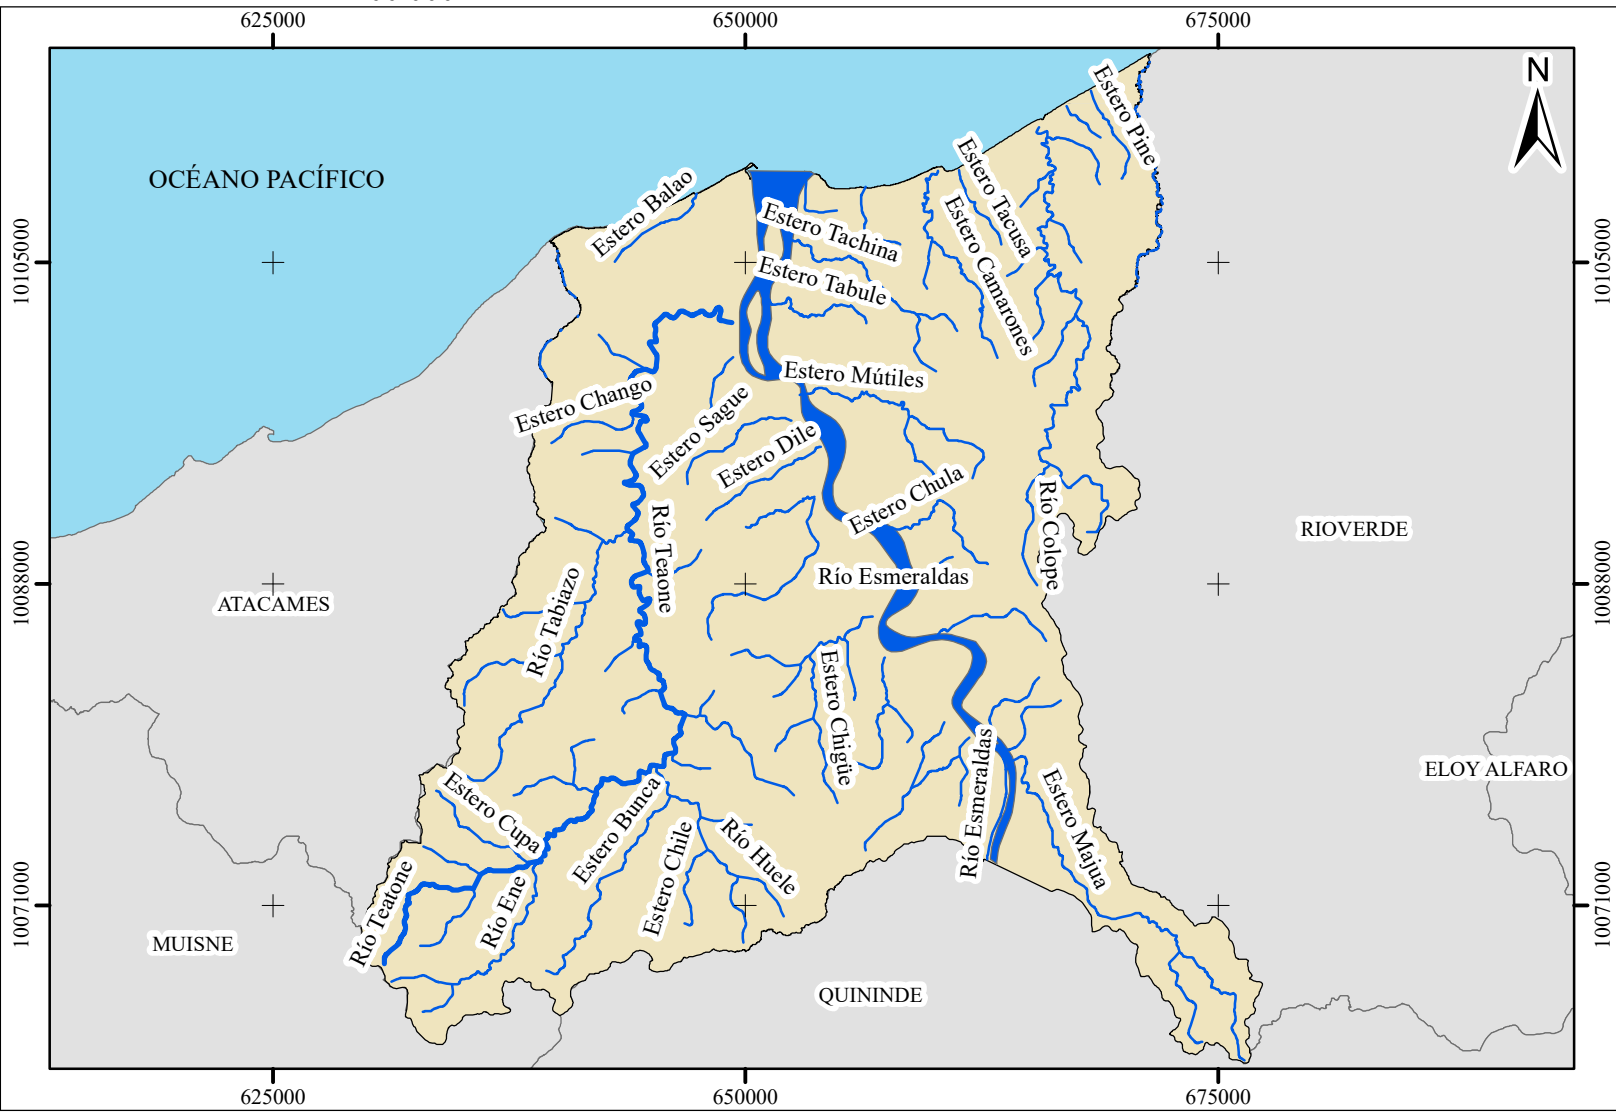 625000
650000
675000
N
Estero Pine
OCÉANO PACÍFICO
Estero Tacusa
Estero Balao
Estero Tachina
Estero Camarones
10105000
10105000
Estero Tabule
Estero Mútiles
Estero Chango
Estero Sague
Estero Dile
Estero Chula
Río Colope
RIOVERDE
Río Teaone
Río Esmeraldas
10088000
10088000
ATACAMES
Río Tabiazo
Estero Chigüe
ELOY ALFARO
Río Esmeraldas
Estero Majua
Estero Cupa
Estero Bunca
Estero Chile
Río Huele
Río Teatone
Río Ene
10071000
10071000
MUISNE
QUININDE
625000
650000
675000